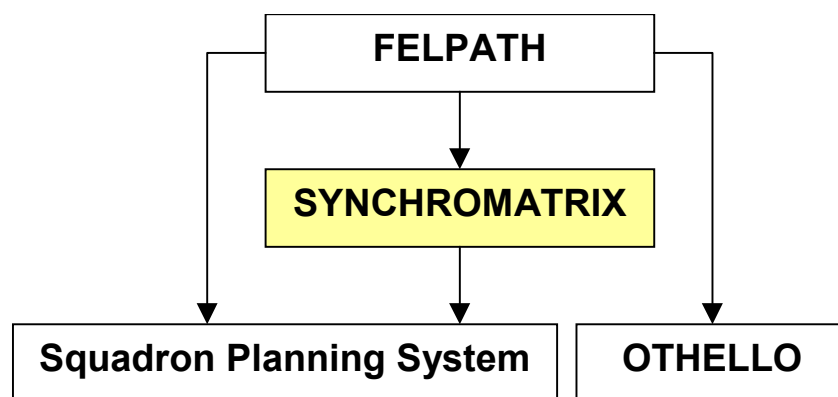 FELPATH
SYNCHROMATRIX
Squadron Planning System
OTHELLO